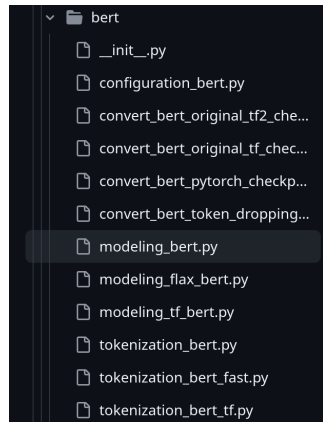 bert
__init__.py
configuration_bert.py
convert_bert_original_tf2_che...
convert_bert_original_tf_chec...
convert_bert_pytorch_checkp...
convert_bert_token_dropping...
modeling_bert.py
modeling_flax_bert.py
modeling_tf_bert.py
tokenization_bert.py
tokenization_bert_fast.py
tokenization_bert_tf.py